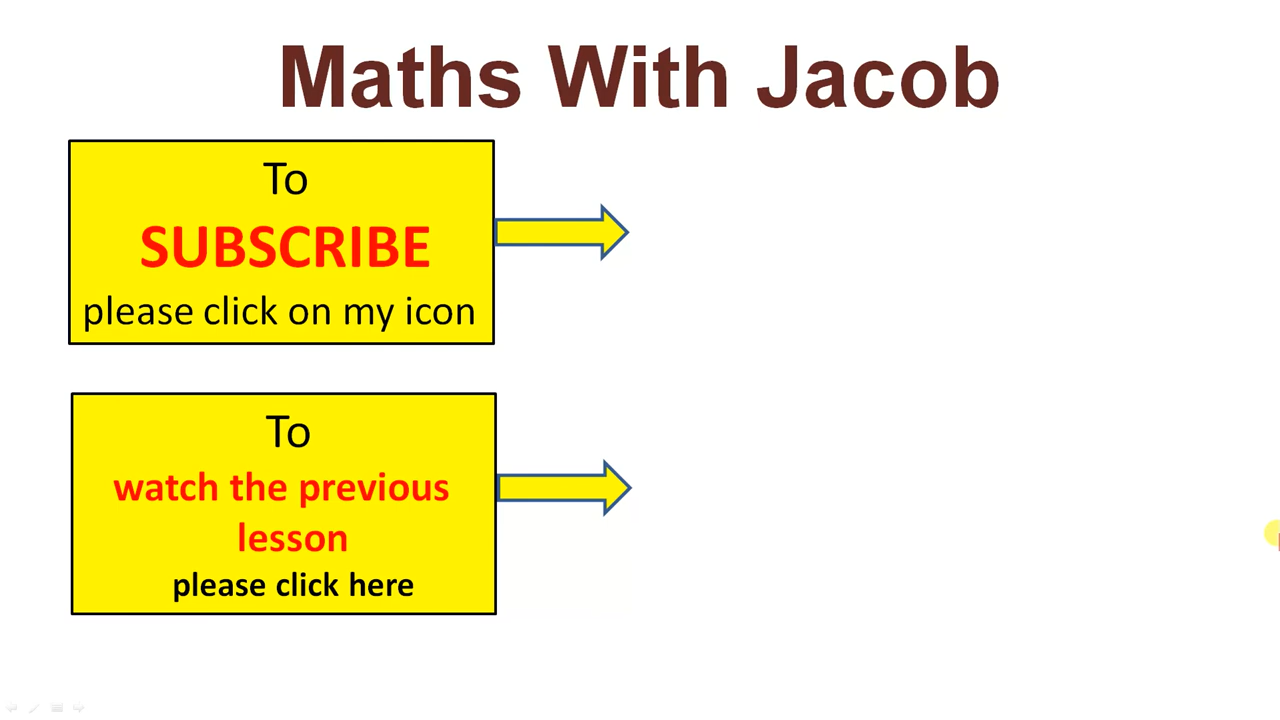 Maths With Jacob
To
SUBSCRIBE
please click on my icon
To
watch the previous
lesson
please click here